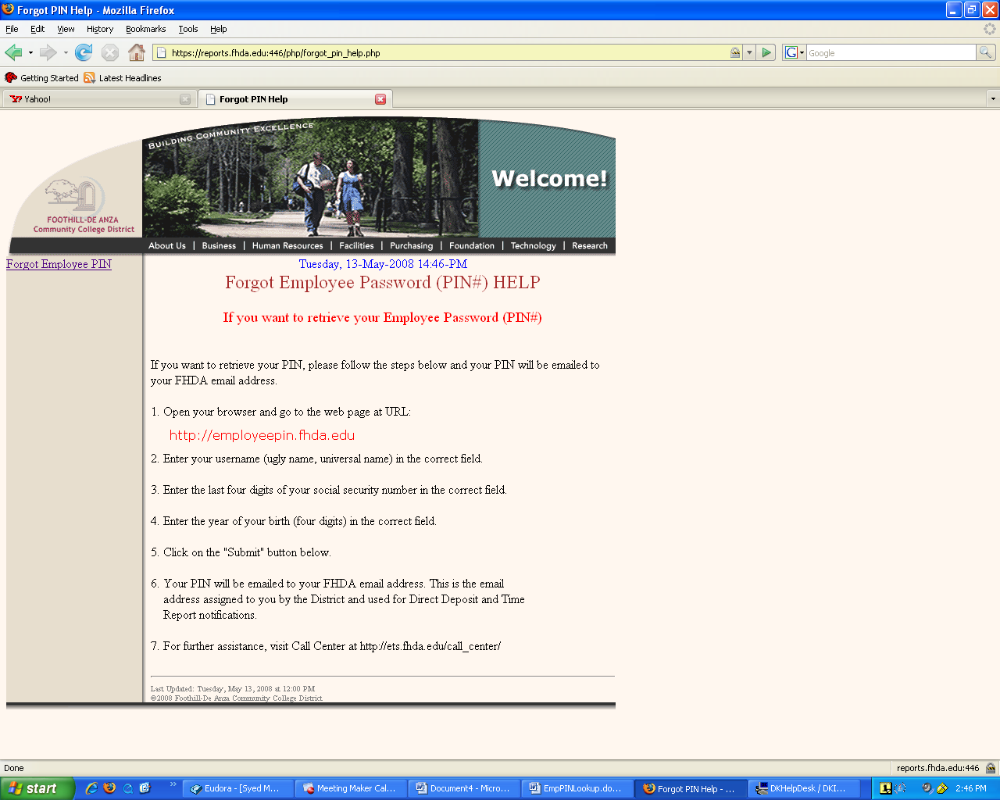 Forgot PIN Help - Mozilla Firefox
File Edit View History Bookmarks Tools Help
https://reports.fhda.edu:446/php/forgot_pin_help.php
G Google
Getting Started Latest Headlines
Yahoo! Forgot PIN Help
BUILDING COMMUNITY EXCELLENCE
Welcome!
FOOTHILL-DE ANZA
Community College District
About Us | Business | Human Resources | Facilities | Purchasing | Foundation | Technology | Research
Forgot Employee PIN
Tuesday, 13-May-2008 14:46-PM
Forgot Employee Password (PIN#) HELP
If you want to retrieve your Employee Password (PIN#)
If you want to retrieve your PIN, please follow the steps below and your PIN will be emailed to
your FHDA email address.
1. Open your browser and go to the web page at URL:
http://employeepin.fhda.edu
2. Enter your username (ugly name, universal name) in the correct field.
3. Enter the last four digits of your social security number in the correct field.
4. Enter the year of your birth (four digits) in the correct field.
5. Click on the "Submit" button below.
6. Your PIN will be emailed to your FHDA email address. This is the email
address assigned to you by the District and used for Direct Deposit and Time
Report notifications.
7. For further assistance, visit Call Center at http://ets.fhda.edu/call_center/
Last Updated: Tuesday, May 13, 2008 at 12:00 PM
©2008 Foothill-De Anza Community College District
Done
reports.fhda.edu:446
start
Eudora - [Syed M...
Meeting Maker Cal...
Document4 - Micro...
EmpPINLookup.do...
Forgot PIN Help - ...
DKHelpDesk / DKI...
2:46 PM